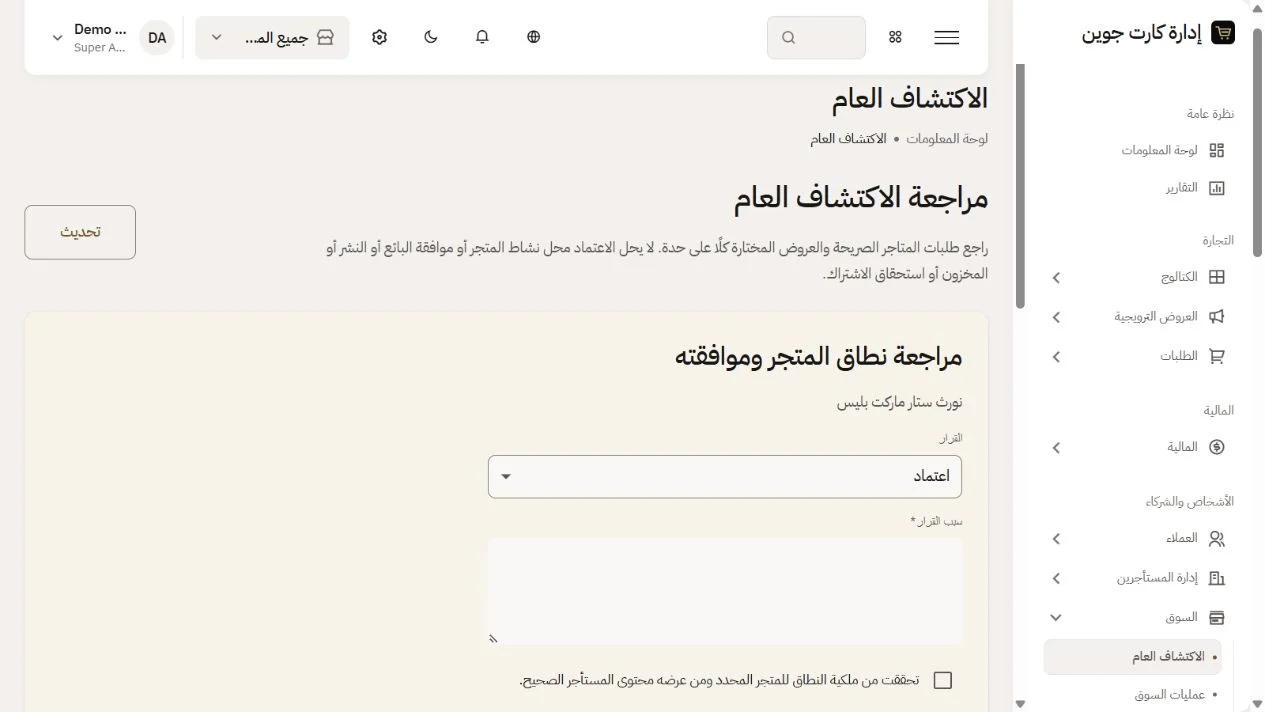 إدارة كارت جوين
نظرة عامة
لوحة المعلومات
التقارير
التجارة
الكتالوج
العروض الترويجية
الطلبات
المالية
المالية
الأشخاص والشركاء
العملاء
إدارة المستأجرين
السوق
الاكتشاف العام
عمليات السوق
جميع المـ...
DA
Demo ...
Super A...
الاكتشاف العام
لوحة المعلومات • الاكتشاف العام
مراجعة الاكتشاف العام
راجع طلبات المتاجر الصريحة والعروض المختارة كلًا على حدة. لا يحل الاعتماد محل نشاط المتجر أو موافقة البائع أو النشر أو
المخزون أو استحقاق الاشتراك.
تحديث
مراجعة نطاق المتجر وموافقته
نورث ستار ماركت بليس
القرار
اعتماد
سبب القرار *
تحققت من ملكية النطاق للمتجر المحدد ومن عرضه محتوى المستأجر الصحيح.